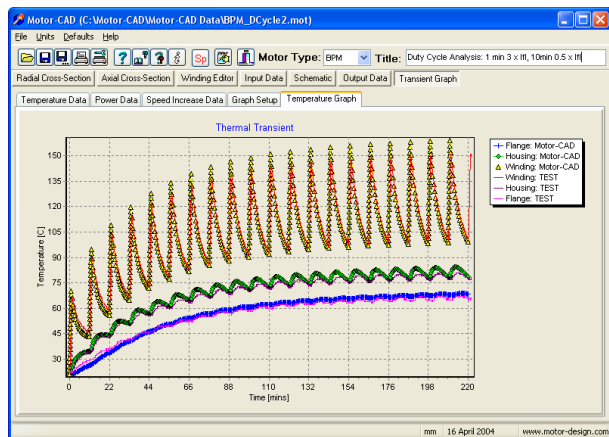 Motor-CAD (C:\Motor-CAD\Motor-CAD Data\BPM_DCycle2.mot)
File Units Defaults Help
? ? i Sp Motor Type: BPM Title: Duty Cycle Analysis: 1 min 3 x Ifl, 10min 0.5 x Ifl
Radial Cross-Section Axial Cross-Section Winding Editor Input Data Schematic Output Data Transient Graph
Temperature Data Power Data Speed Increase Data Graph Setup Temperature Graph
Thermal Transient
Temperature [C]
150
135
120
105
90
75
60
45
30
0 22 44 66 88 110 132 154 176 198 220
Time [mins]
Flange: Motor-CAD
Housing: Motor-CAD
Winding: Motor-CAD
Winding: TEST
Housing: TEST
Flange: TEST
mm 16 April 2004 www.motor-design.com